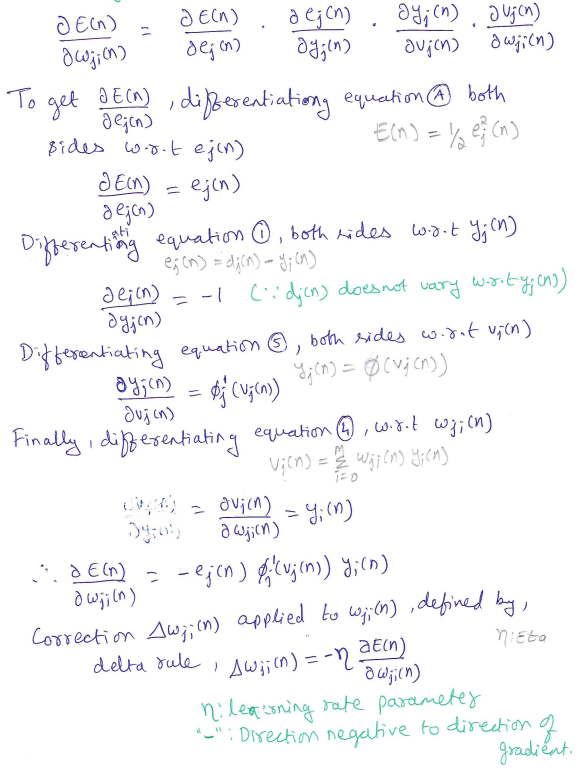 ∂E(n)/∂wji(n) = ∂E(n)/∂ej(n) · ∂ej(n)/∂yj(n) · ∂yj(n)/∂vj(n) · ∂vj(n)/∂wji(n)
To get ∂E(n)/∂ej(n) , differentiationg equation Ⓐ both
E(n) = 1/2 ej²(n)
sides w.r.t ej(n)
∂E(n)/∂ej(n) = ej(n)
Differentiating equation ①, both sides w.r.t yj(n)
ej(n) = dj(n) - yj(n)
∂ej(n)/∂yj(n) = -1 (∵ dj(n) doesnot vary w.r.t yj(n))
Differentiating equation ⑤, both sides w.r.t vj(n)
yj(n) = φ(vj(n))
∂yj(n)/∂vj(n) = φj'(vj(n))
Finally, differentiating equation ④, w.r.t wji(n)
vj(n) = Σ_{i=0}^{m} wji(n) yi(n)
= ∂vj(n)/∂wji(n) = yi(n)
∴ ∂E(n)/∂wji(n) = -ej(n) φj'(vj(n)) yi(n)
Correction Δwji(n) applied to wji(n), defined by,
η: Eta
delta rule, Δwji(n) = -η ∂E(n)/∂wji(n)
η: learning rate parameter
"-": Direction negative to direction of
gradient.